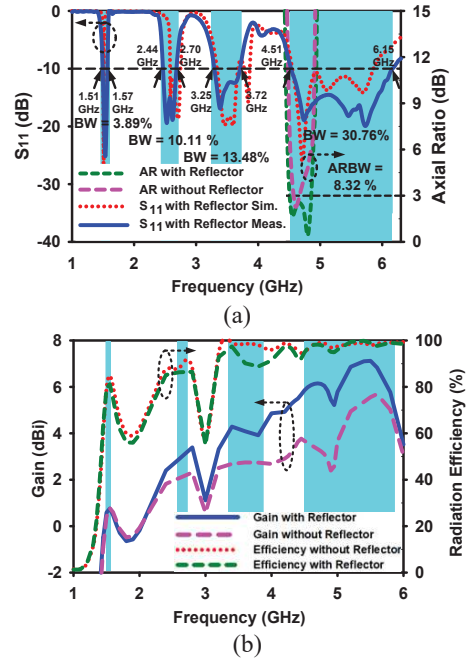 0
-10
-20
-30
-40
S11 (dB)
15
12
9
6
3
0
Axial Ratio (dB)
2.44 GHz
2.70 GHz
4.51 GHz
6.15 GHz
1.51 GHz
1.57 GHz
3.25 GHz
3.72 GHz
BW = 3.89%
BW = 10.11 %
BW = 13.48%
BW = 30.76%
ARBW = 8.32 %
AR with Reflector
AR without Reflector
S11 with Reflector Sim.
S11 with Reflector Meas.
1 2 3 4 5 6
Frequency (GHz)
(a)
8
6
4
2
0
-2
Gain (dBi)
100
80
60
40
20
0
Radiation Efficiency (%)
Gain with Reflector
Gain without Reflector
Efficiency without Reflector
Efficiency with Reflector
1 2 3 4 5 6
Frequency (GHz)
(b)